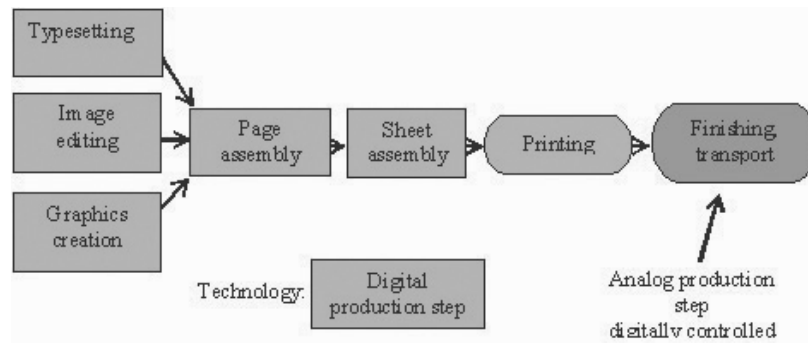 Typesetting
Image
editing
Graphics
creation
Page
assembly
Sheet
assembly
Printing
Finishing,
transport
Technology:
Digital
production step
Analog production
step
digitally controlled